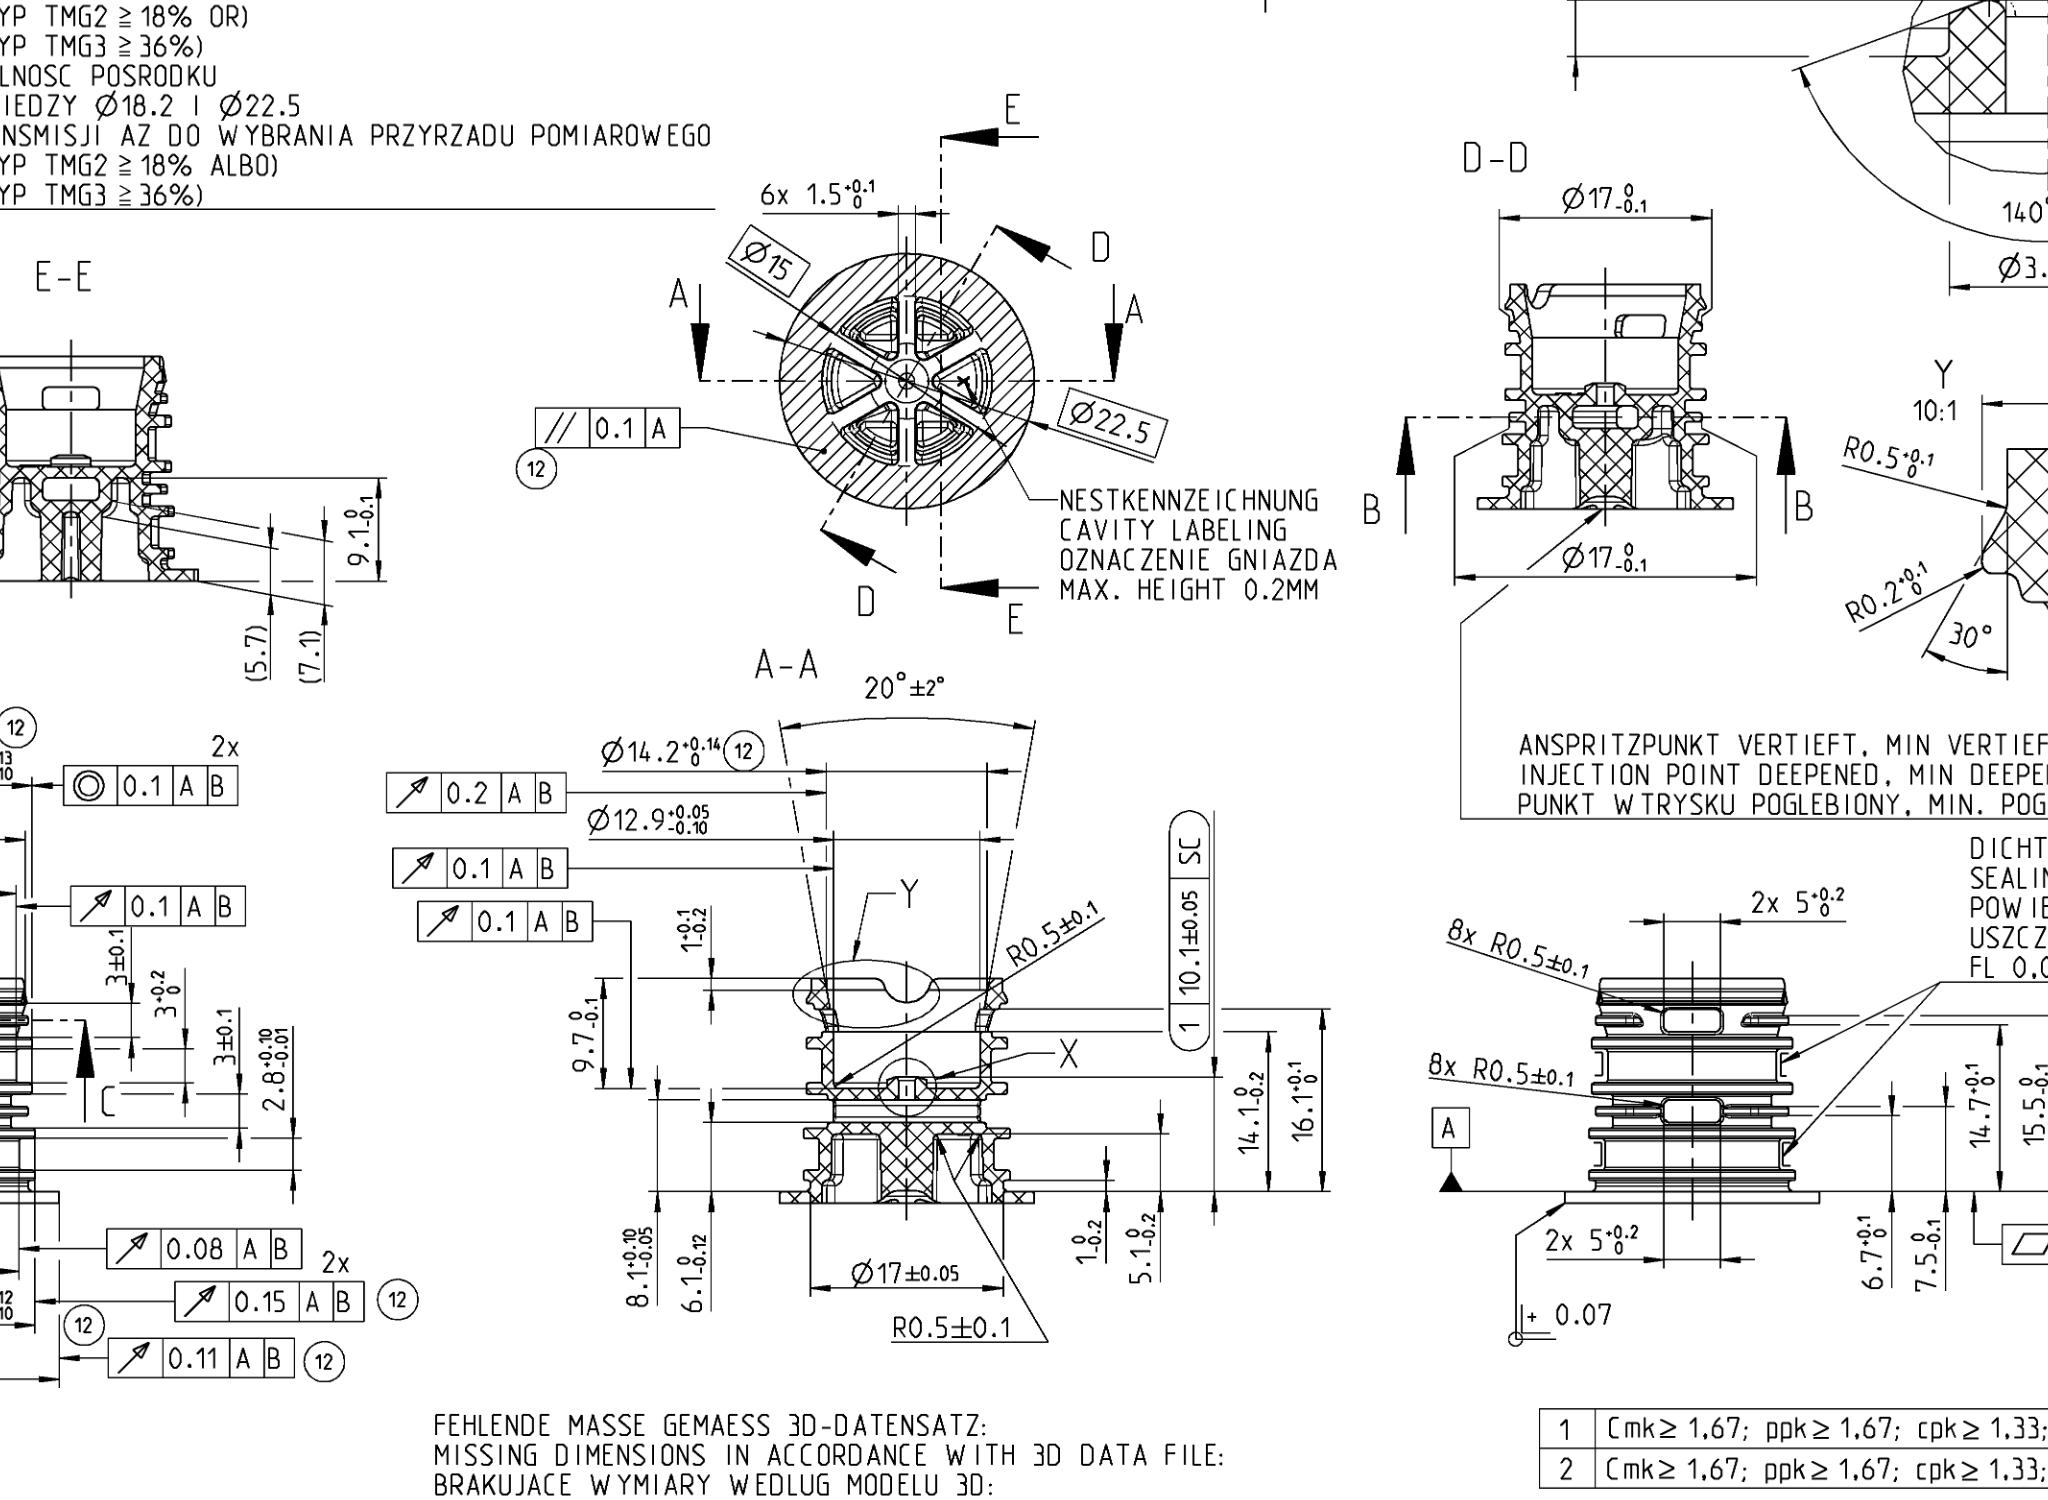 YP TMG2 ≥ 18% OR)
YP TMG3 ≥ 36%)
LNOSC POSRODKU
IEDZY Ø18.2 I Ø22.5
NSMISJI AZ DO WYBRANIA PRZYRZADU POMIAROWEGO
YP TMG2 ≥ 18% ALBO)
YP TMG3 ≥ 36%)
E-E
9.1 0 -0.1
(5.7)
(7.1)
6x 1.5 +0.1 0
E
D
Ø15
A
A
// 0.1 A
12
Ø22.5
NESTKENNZEICHNUNG
CAVITY LABELING
OZNACZENIE GNIAZDA
MAX. HEIGHT 0.2MM
D
E
D-D
Ø17 0 -0.1
B
B
Ø17 0 -0.1
140°
Ø3.
Y
10:1
R0.5 +0.1 0
R0.2 +0.1 0
30°
ANSPRITZPUNKT VERTIEFT, MIN VERTIEF
INJECTION POINT DEEPENED, MIN DEEPE
PUNKT WTRYSKU POGLEBIONY, MIN. POG
12
13
10
2x
◎ 0.1 A B
↗ 0.1 A B
3±0.1
3 +0.2 0
3±0.1
2.8 +0.10 -0.01
C
↗ 0.08 A B
2x
↗ 0.15 A B
12
12
10
12
↗ 0.11 A B
12
A-A
20°±2°
Ø14.2 +0.14 0
12
↗ 0.2 A B
Ø12.9 +0.05 -0.10
↗ 0.1 A B
↗ 0.1 A B
1 +0.1 -0.2
Y
R0.5±0.1
1 10.1±0.05 SC
9.7 0 -0.1
X
14.1 0 -0.2
16.1 +0.1 0
8.1 +0.10 -0.05
6.1 0 -0.12
1 0 -0.2
5.1 0 -0.2
Ø17±0.05
R0.5±0.1
DICHT
SEALIN
POWIE
USZCZ
FL 0,0
2x 5 +0.2 0
8x R0.5±0.1
8x R0.5±0.1
A
14.7 +0.1 0
15.5 0 -0.1
2x 5 +0.2 0
6.7 +0.1 0
7.5 0 -0.1
+ 0.07
FEHLENDE MASSE GEMAESS 3D-DATENSATZ:
MISSING DIMENSIONS IN ACCORDANCE WITH 3D DATA FILE:
BRAKUJACE WYMIARY WEDLUG MODELU 3D:
1 Cmk≥ 1,67; ppk≥ 1,67; cpk≥ 1,33;
2 Cmk≥ 1,67; ppk≥ 1,67; cpk≥ 1,33;